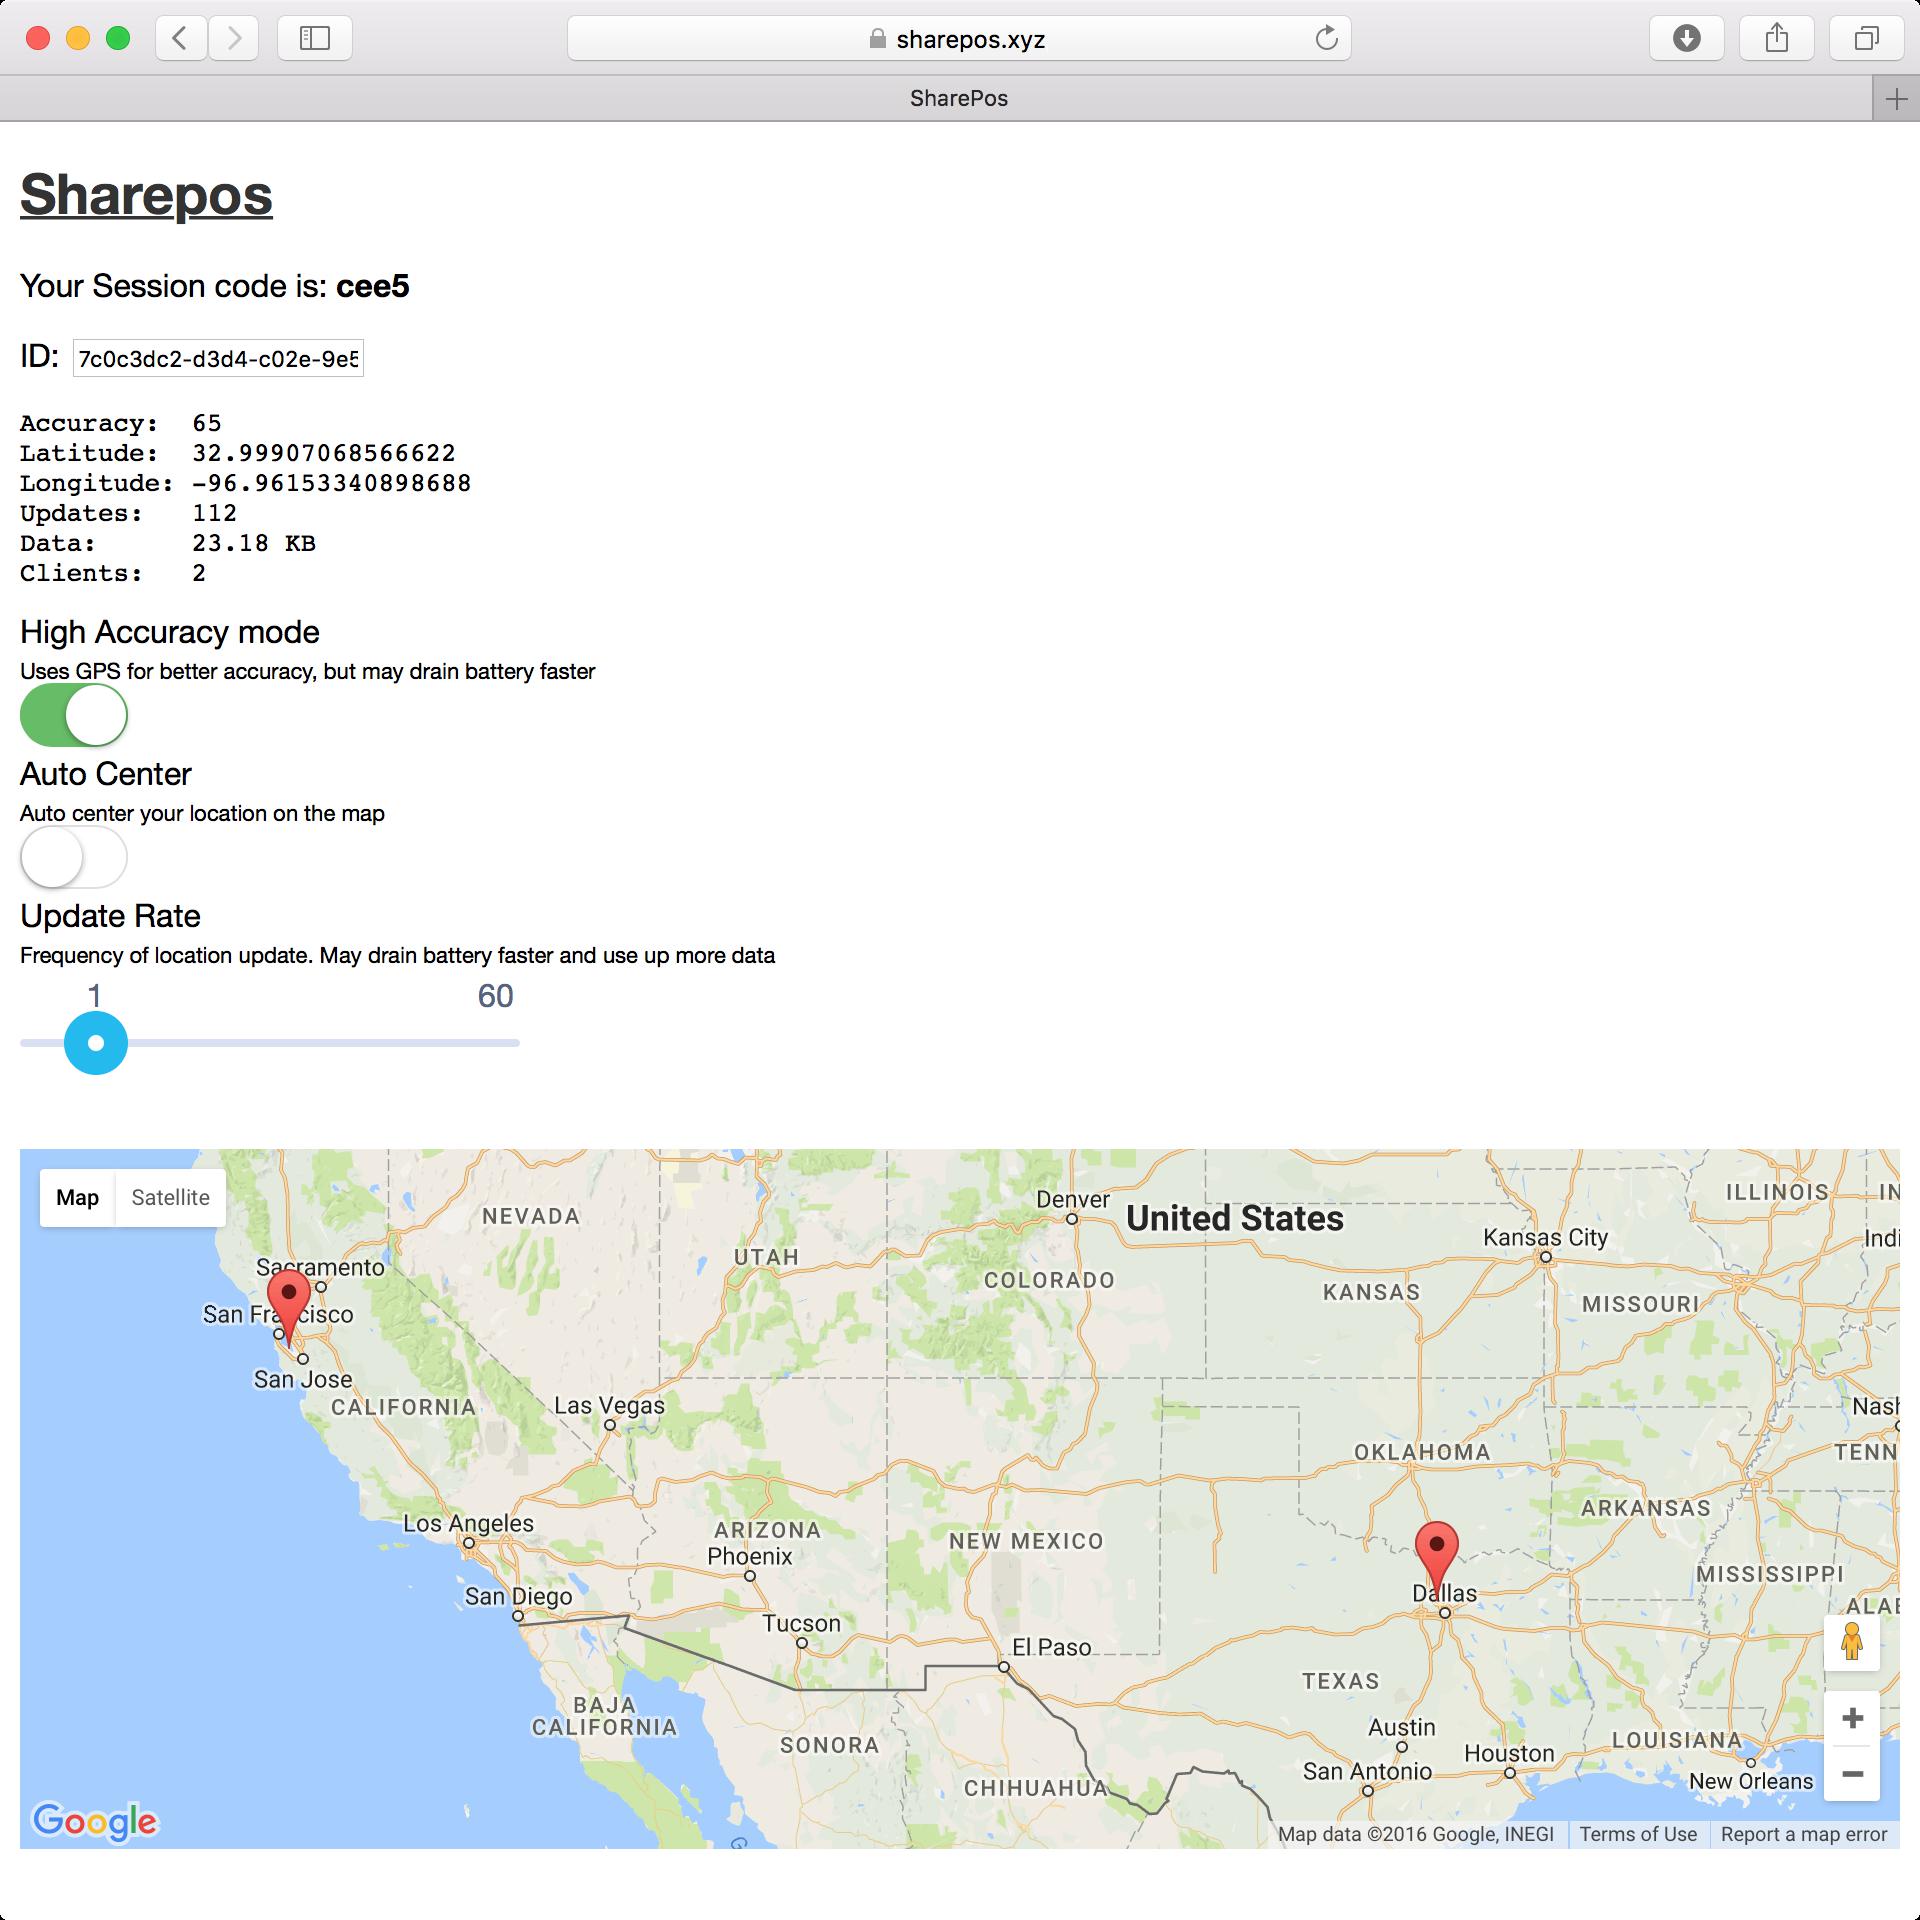 sharepos.xyz
SharePos
Sharepos
Your Session code is: cee5
ID: 7c0c3dc2-d3d4-c02e-9e5
Accuracy: 65
Latitude: 32.99907068566622
Longitude: -96.96153340898688
Updates: 112
Data: 23.18 KB
Clients: 2
High Accuracy mode
Uses GPS for better accuracy, but may drain battery faster
Auto Center
Auto center your location on the map
Update Rate
Frequency of location update. May drain battery faster and use up more data
1 60
Map Satellite
NEVADA
UTAH
Denver
United States
COLORADO
Kansas City
KANSAS
ILLINOIS
IN
Indi
MISSOURI
Sacramento
San Francisco
San Jose
CALIFORNIA
Las Vegas
Nash
TENN
OKLAHOMA
ARKANSAS
Los Angeles
ARIZONA
Phoenix
NEW MEXICO
San Diego
Tucson
El Paso
Dallas
MISSISSIPPI
ALAB
TEXAS
BAJA
CALIFORNIA
SONORA
CHIHUAHUA
Austin
San Antonio
Houston
LOUISIANA
New Orleans
Google
Map data ©2016 Google, INEGI Terms of Use Report a map error